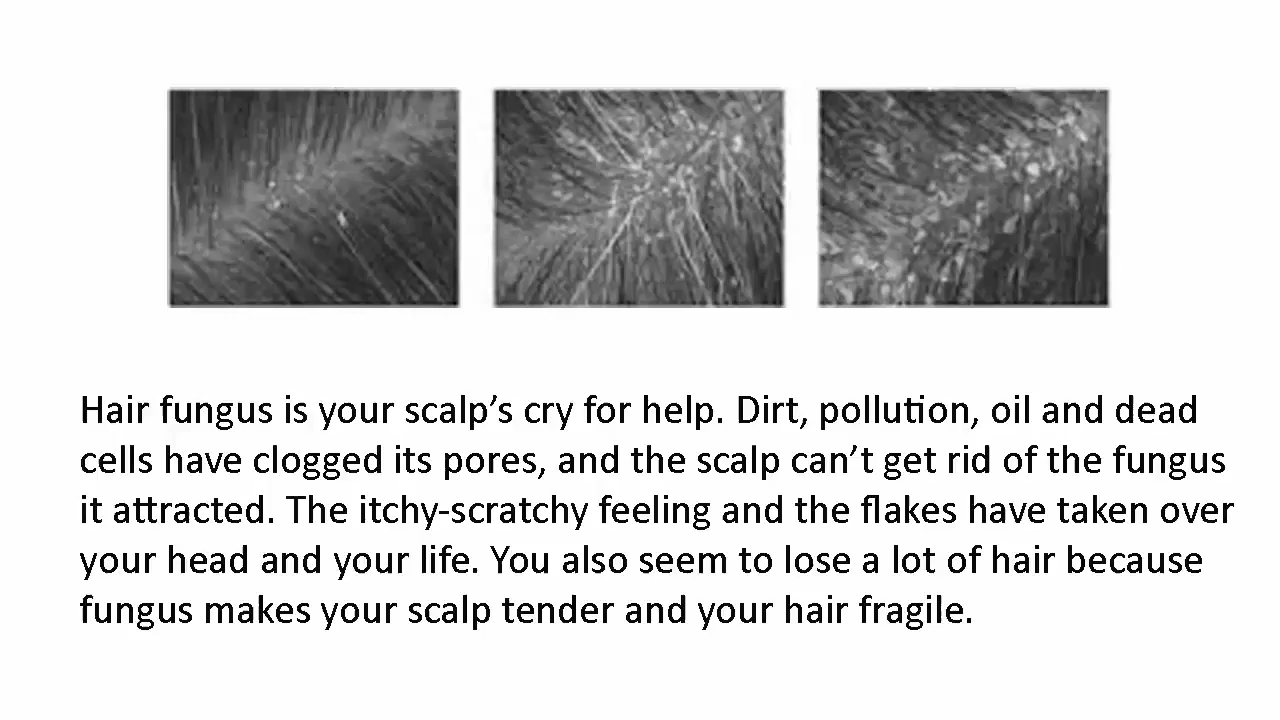 Hair fungus is your scalp’s cry for help. Dirt, pollution, oil and dead
cells have clogged its pores, and the scalp can’t get rid of the fungus
it attracted. The itchy-scratchy feeling and the flakes have taken over
your head and your life. You also seem to lose a lot of hair because
fungus makes your scalp tender and your hair fragile.